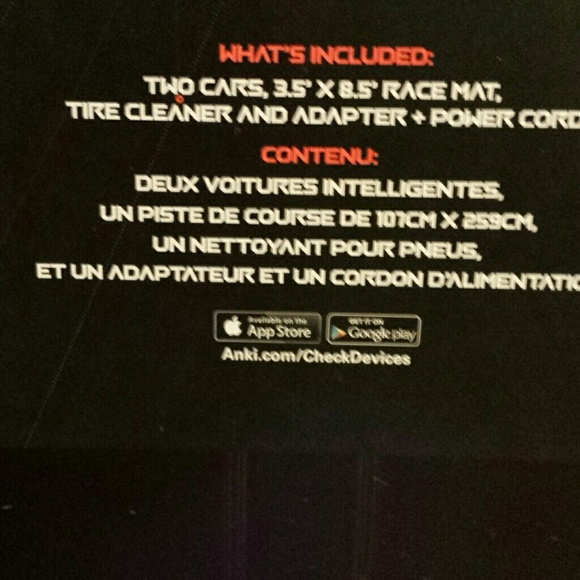 WHAT'S INCLUDED:
TWO CARS, 3.5' X 8.5' RACE MAT,
TIRE CLEANER AND ADAPTER + POWER CORD
CONTENU:
DEUX VOITURES INTELLIGENTES,
UN PISTE DE COURSE DE 107CM X 259CM,
UN NETTOYANT POUR PNEUS,
ET UN ADAPTATEUR ET UN CORDON D'ALIMENTATIO
Available on the
App Store
GET IT ON
Google play
Anki.com/CheckDevices